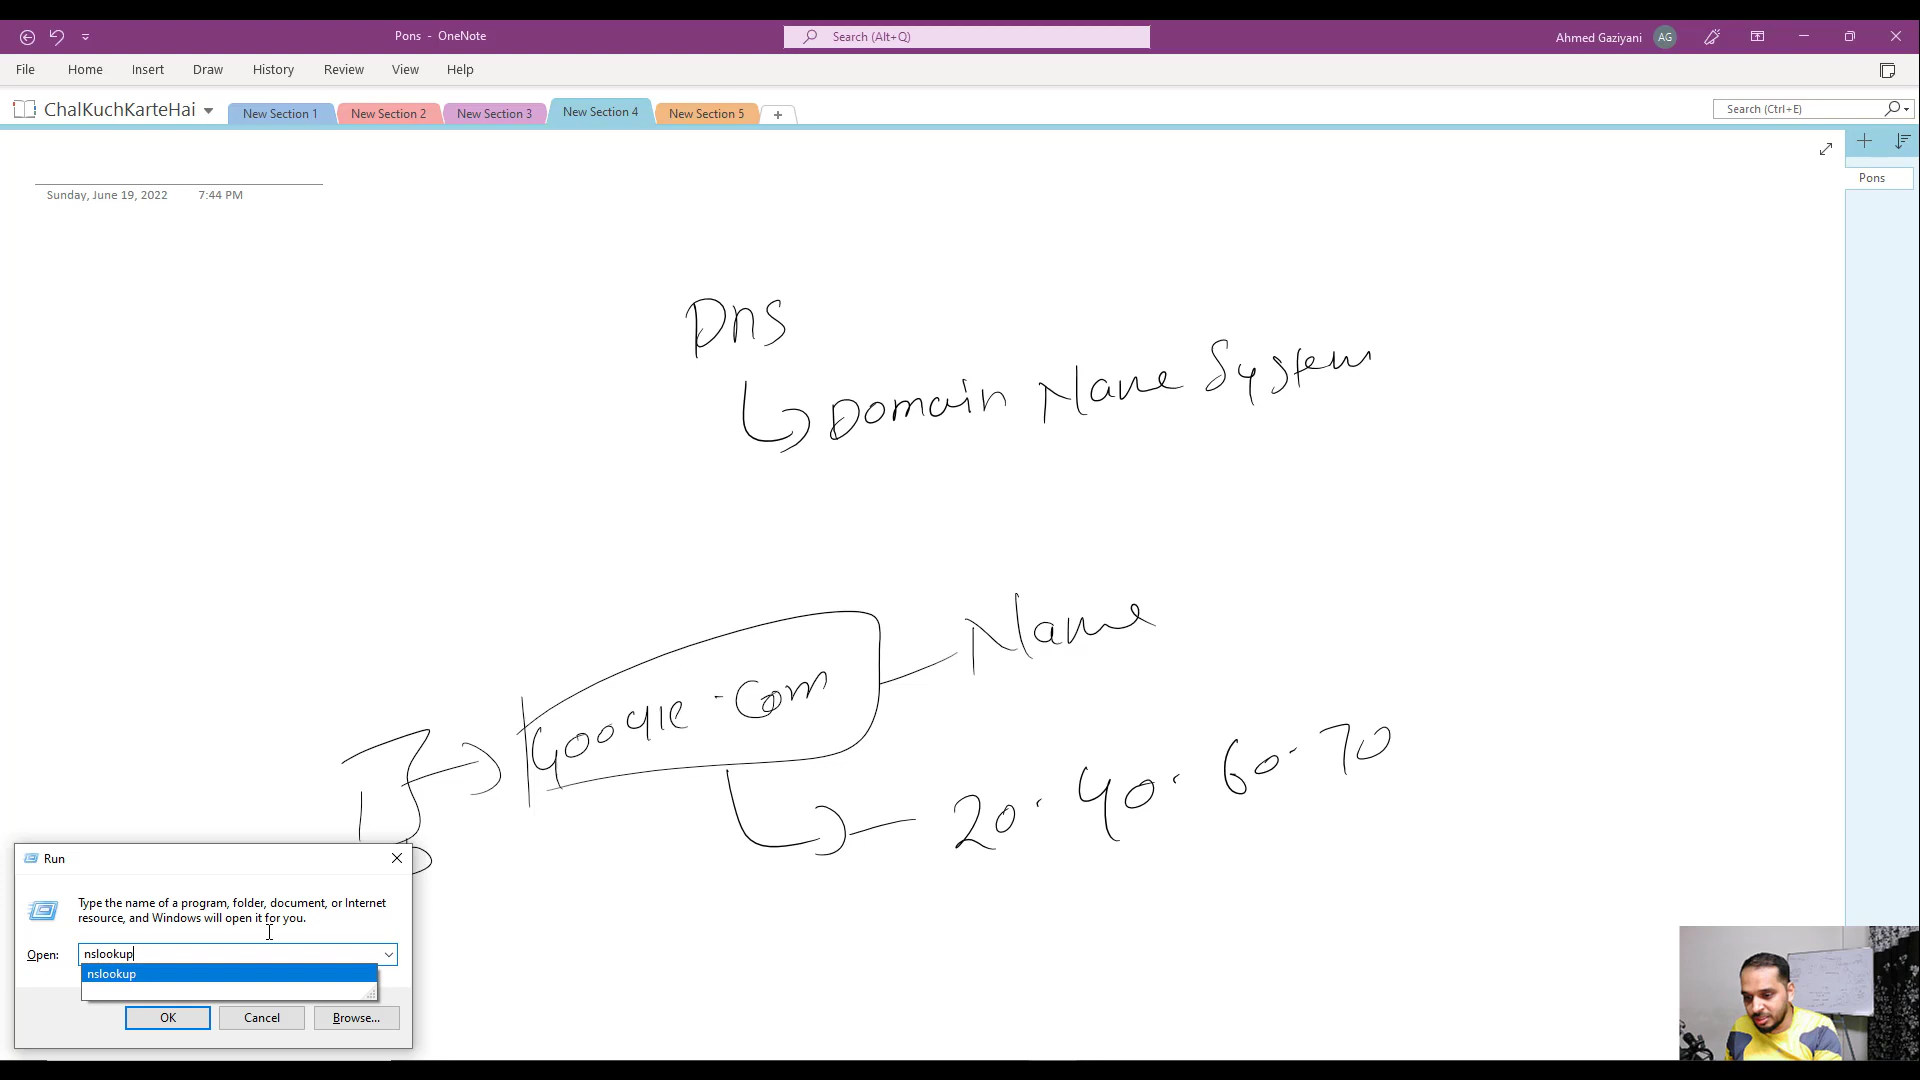 Pons - OneNote
Search (Alt+Q)
Ahmed Gaziyani
AG
File Home Insert Draw History Review View Help
ChalKuchKarteHai
New Section 1
New Section 2
New Section 3
New Section 4
New Section 5
Search (Ctrl+E)
Pons
Sunday, June 19, 2022 7:44 PM
Dns
Domain Name System
Name
Google.Com
20.40.60.70
Run
Type the name of a program, folder, document, or Internet
resource, and Windows will open it for you.
Open: nslookup
nslookup
OK Cancel Browse...